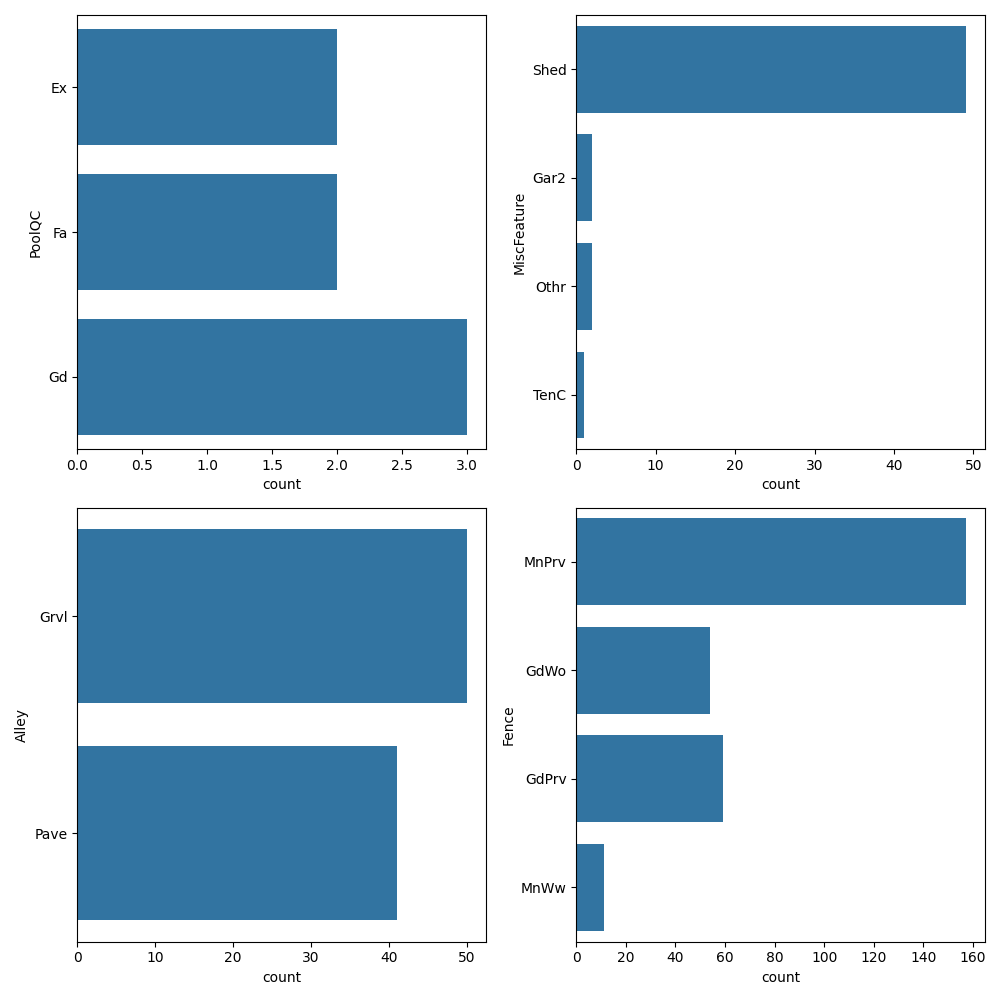 PoolQC
Ex
Fa
Gd
0.0 0.5 1.0 1.5 2.0 2.5 3.0
count
MiscFeature
Shed
Gar2
Othr
TenC
0 10 20 30 40 50
count
Alley
Grvl
Pave
0 10 20 30 40 50
count
Fence
MnPrv
GdWo
GdPrv
MnWw
0 20 40 60 80 100 120 140 160
count